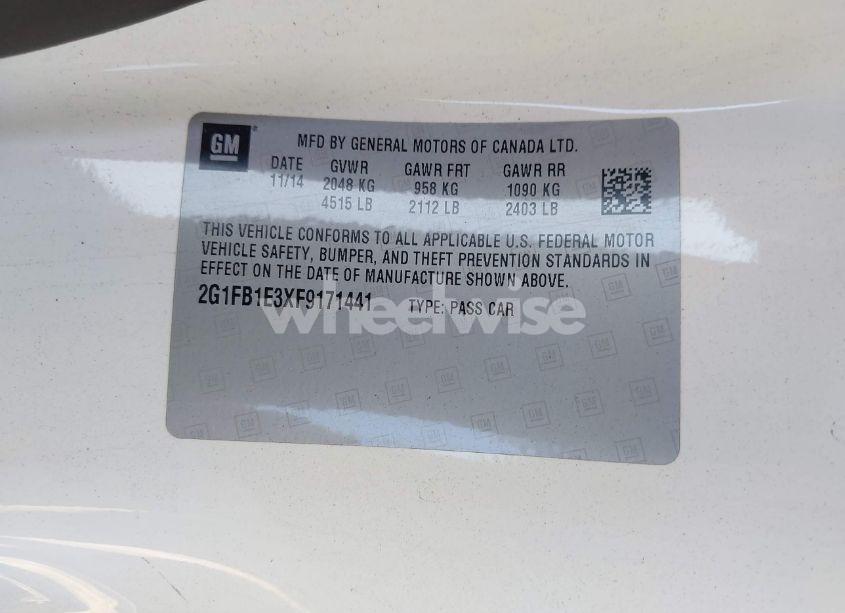 GM
MFD BY GENERAL MOTORS OF CANADA LTD.
DATE GVWR GAWR FRT GAWR RR
11/14 2048 KG 958 KG 1090 KG
4515 LB 2112 LB 2403 LB
THIS VEHICLE CONFORMS TO ALL APPLICABLE U.S. FEDERAL MOTOR
VEHICLE SAFETY, BUMPER, AND THEFT PREVENTION STANDARDS IN
EFFECT ON THE DATE OF MANUFACTURE SHOWN ABOVE.
2G1FB1E3XF9171441 TYPE: PASS CAR
wheelwise